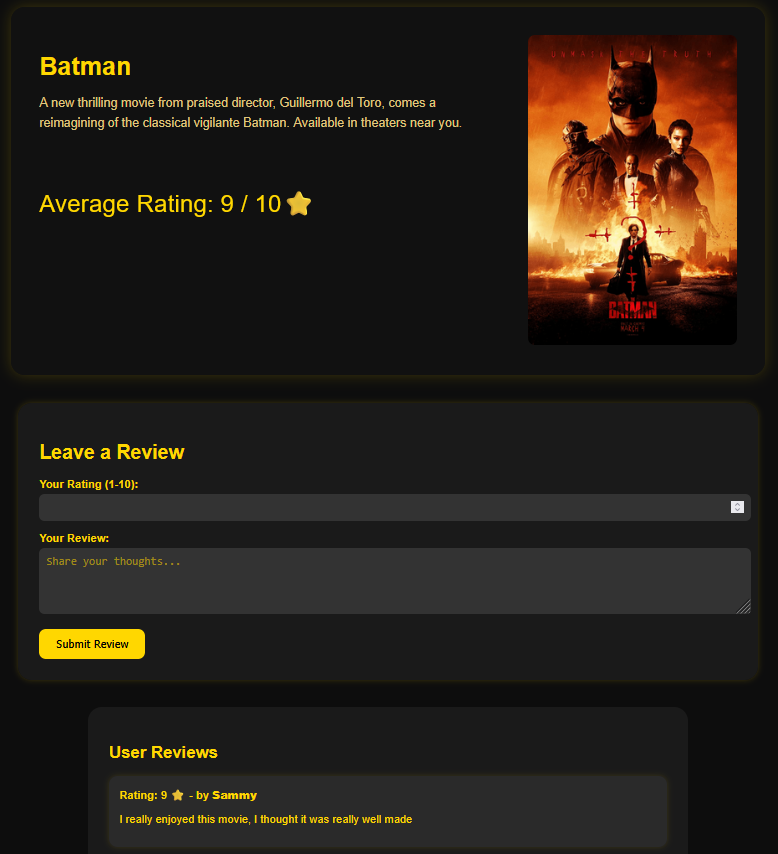 Batman
A new thrilling movie from praised director, Guillermo del Toro, comes a
reimagining of the classical vigilante Batman. Available in theaters near you.
Average Rating: 9 / 10
UNMASK THE TRUTH
THE
BATMAN
Leave a Review
Your Rating (1-10):
Your Review:
Share your thoughts...
Submit Review
User Reviews
Rating: 9 ⭐ - by Sammy
I really enjoyed this movie, I thought it was really well made